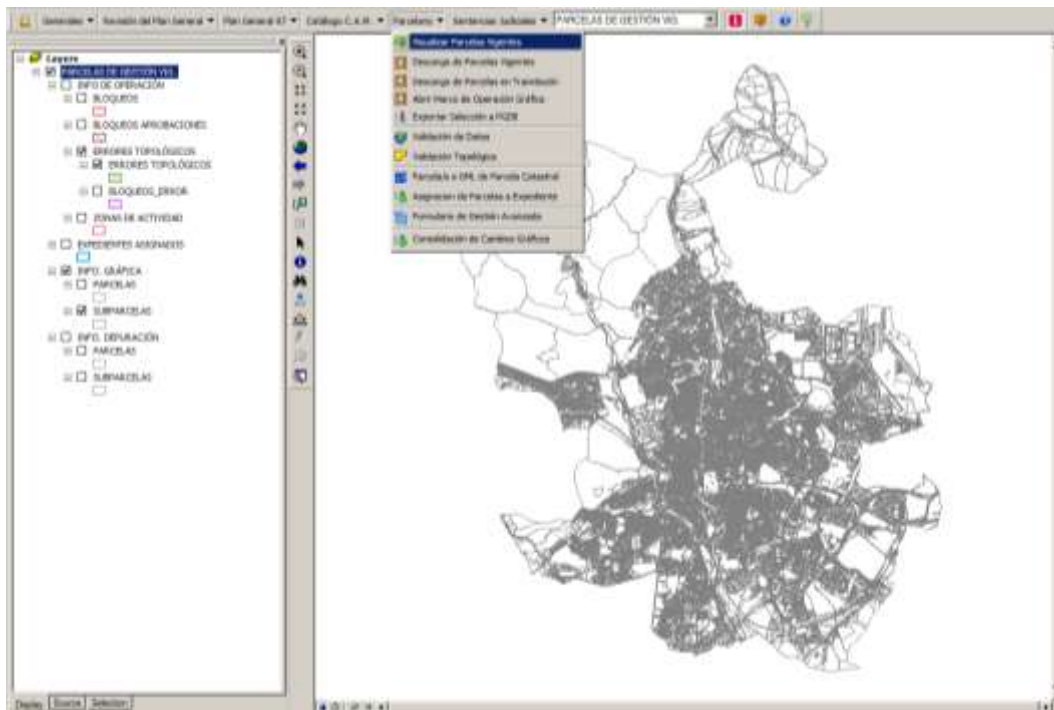 Generales Revisión del Plan General Plan General 97 Catálogo C.A.M. Parcelario Sentencias Judiciales PARCELAS DE GESTIÓN VIG.
Visualizar Parcelas Vigentes
Descarga de Parcelas Vigentes
Descarga de Parcelas en Tramitación
Abrir Marco de Operación Gráfica
Exportar Selección a MGDB
Validación de Datos
Validación Topológica
Parcela/s a GML de Parcela Catastral
Asignación de Parcelas a Expediente
Formulario de Gestión Avanzada
Consolidación de Cambios Gráficos
Layers
PARCELAS DE GESTIÓN VIG.
INFO DE OPERACIÓN
BLOQUEOS
BLOQUEOS APROBACIONES
ERRORES TOPOLÓGICOS
ERRORES TOPOLÓGICOS
BLOQUEOS_ERROR
ZONAS DE ACTIVIDAD
EXPEDIENTES ASIGNADOS
INFO. GRÁFICA
PARCELAS
SUBPARCELAS
INFO. DEPURACIÓN
PARCELAS
SUBPARCELAS
Display Source Selection